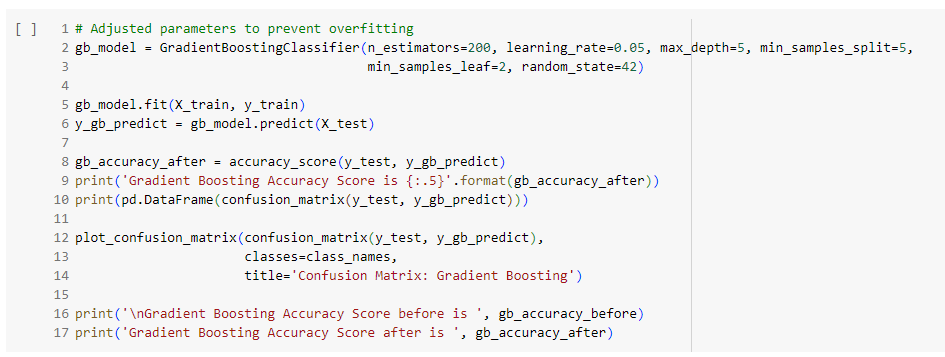 [ ] 1 # Adjusted parameters to prevent overfitting
2 gb_model = GradientBoostingClassifier(n_estimators=200, learning_rate=0.05, max_depth=5, min_samples_split=5,
3 min_samples_leaf=2, random_state=42)
4
5 gb_model.fit(X_train, y_train)
6 y_gb_predict = gb_model.predict(X_test)
7
8 gb_accuracy_after = accuracy_score(y_test, y_gb_predict)
9 print('Gradient Boosting Accuracy Score is {:.5}'.format(gb_accuracy_after))
10 print(pd.DataFrame(confusion_matrix(y_test, y_gb_predict)))
11
12 plot_confusion_matrix(confusion_matrix(y_test, y_gb_predict),
13 classes=class_names,
14 title='Confusion Matrix: Gradient Boosting')
15
16 print('\nGradient Boosting Accuracy Score before is ', gb_accuracy_before)
17 print('Gradient Boosting Accuracy Score after is ', gb_accuracy_after)